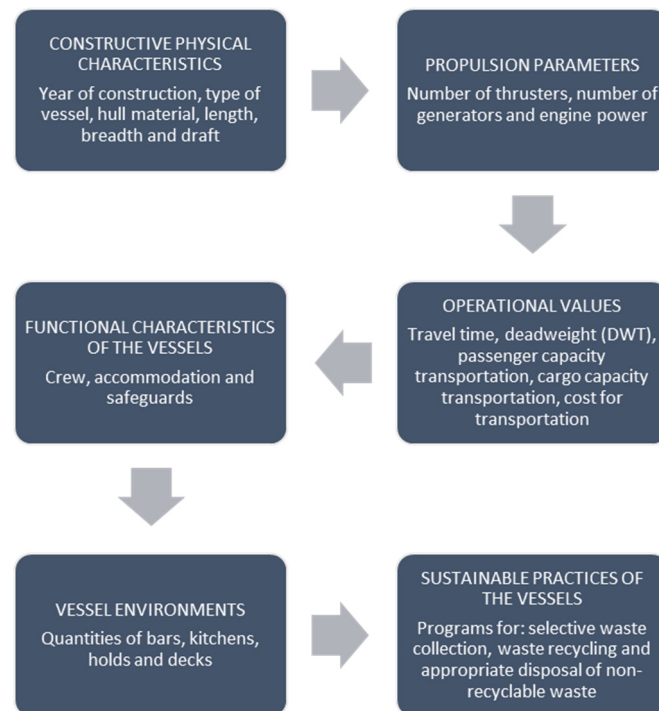 CONSTRUCTIVE PHYSICAL
CHARACTERISTICS
Year of construction, type of
vessel, hull material, length,
breadth and draft
PROPULSION PARAMETERS
Number of thrusters, number of
generators and engine power
OPERATIONAL VALUES
Travel time, deadweight (DWT),
passenger capacity
transportation, cargo capacity
transportation, cost for
transportation
FUNCTIONAL CHARACTERISTICS
OF THE VESSELS
Crew, accommodation and
safeguards
VESSEL ENVIRONMENTS
Quantities of bars, kitchens,
holds and decks
SUSTAINABLE PRACTICES OF
THE VESSELS
Programs for: selective waste
collection, waste recycling and
appropriate disposal of non-
recyclable waste